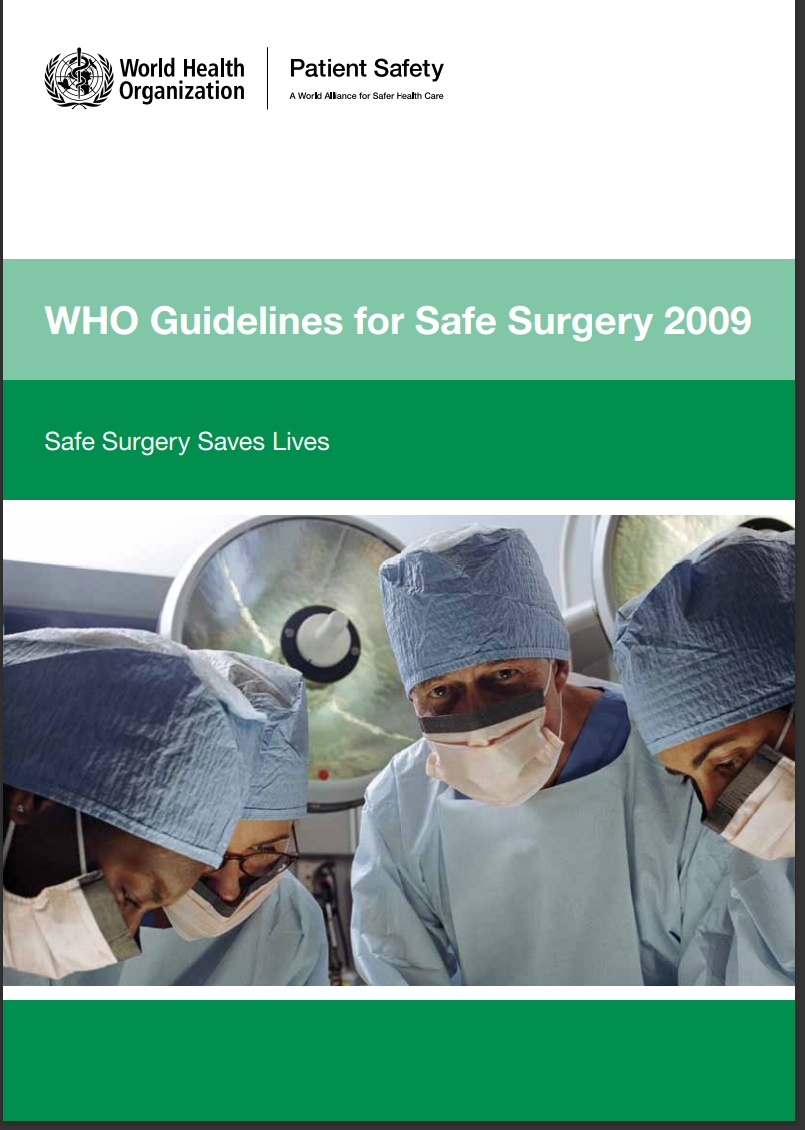 World Health
Organization
Patient Safety
A World Alliance for Safer Health Care
WHO Guidelines for Safe Surgery 2009
Safe Surgery Saves Lives